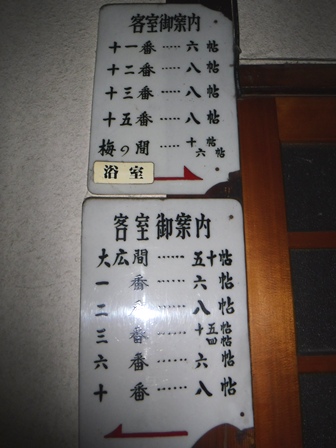 客室御案内
十一番 ····· 六帖
十二番 ····· 八帖
十三番 ····· 八帖
十五番 ····· 八帖
梅の間 ····· 十六帖
浴室
客室御案内
大広間 ······ 五十帖
一番 ······ 六帖
二番 ······ 八帖
三番 ······ 十五帖四帖
六番 ······ 六帖
十番 ······ 八帖